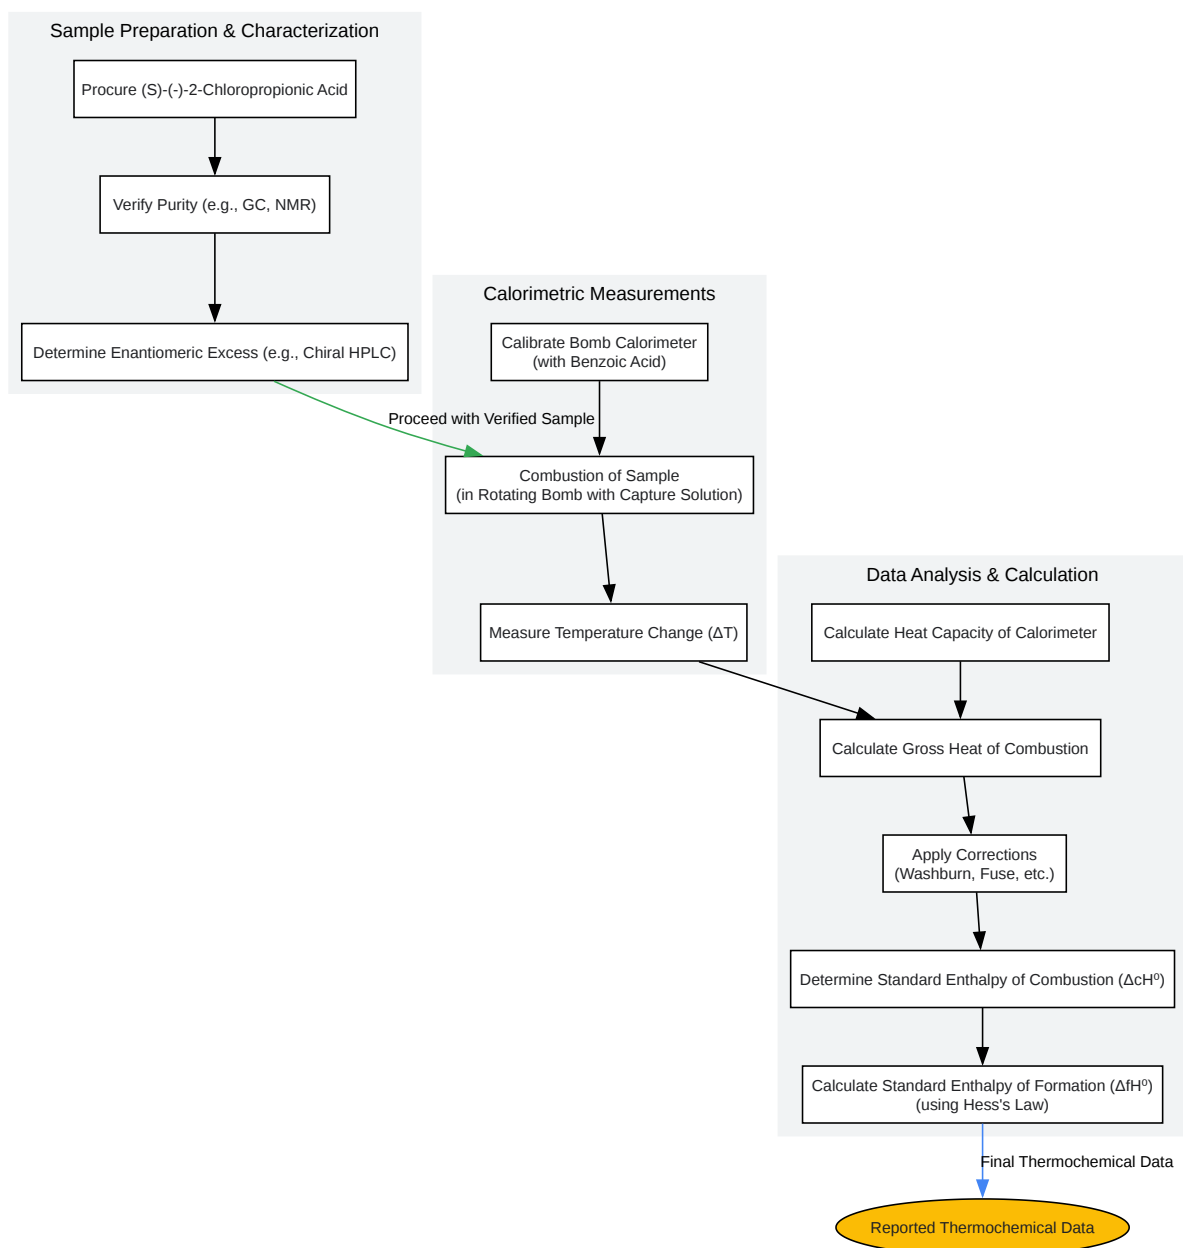 Sample Preparation & Characterization
Procure (S)-(-)-2-Chloropropionic Acid
Verify Purity (e.g., GC, NMR)
Determine Enantiomeric Excess (e.g., Chiral HPLC)
Calorimetric Measurements
Calibrate Bomb Calorimeter
(with Benzoic Acid)
Proceed with Verified Sample
Combustion of Sample
(in Rotating Bomb with Capture Solution)
Measure Temperature Change (ΔT)
Data Analysis & Calculation
Calculate Heat Capacity of Calorimeter
Calculate Gross Heat of Combustion
Apply Corrections
(Washburn, Fuse, etc.)
Determine Standard Enthalpy of Combustion (ΔcHº)
Calculate Standard Enthalpy of Formation (ΔfHº)
(using Hess's Law)
Final Thermochemical Data
Reported Thermochemical Data